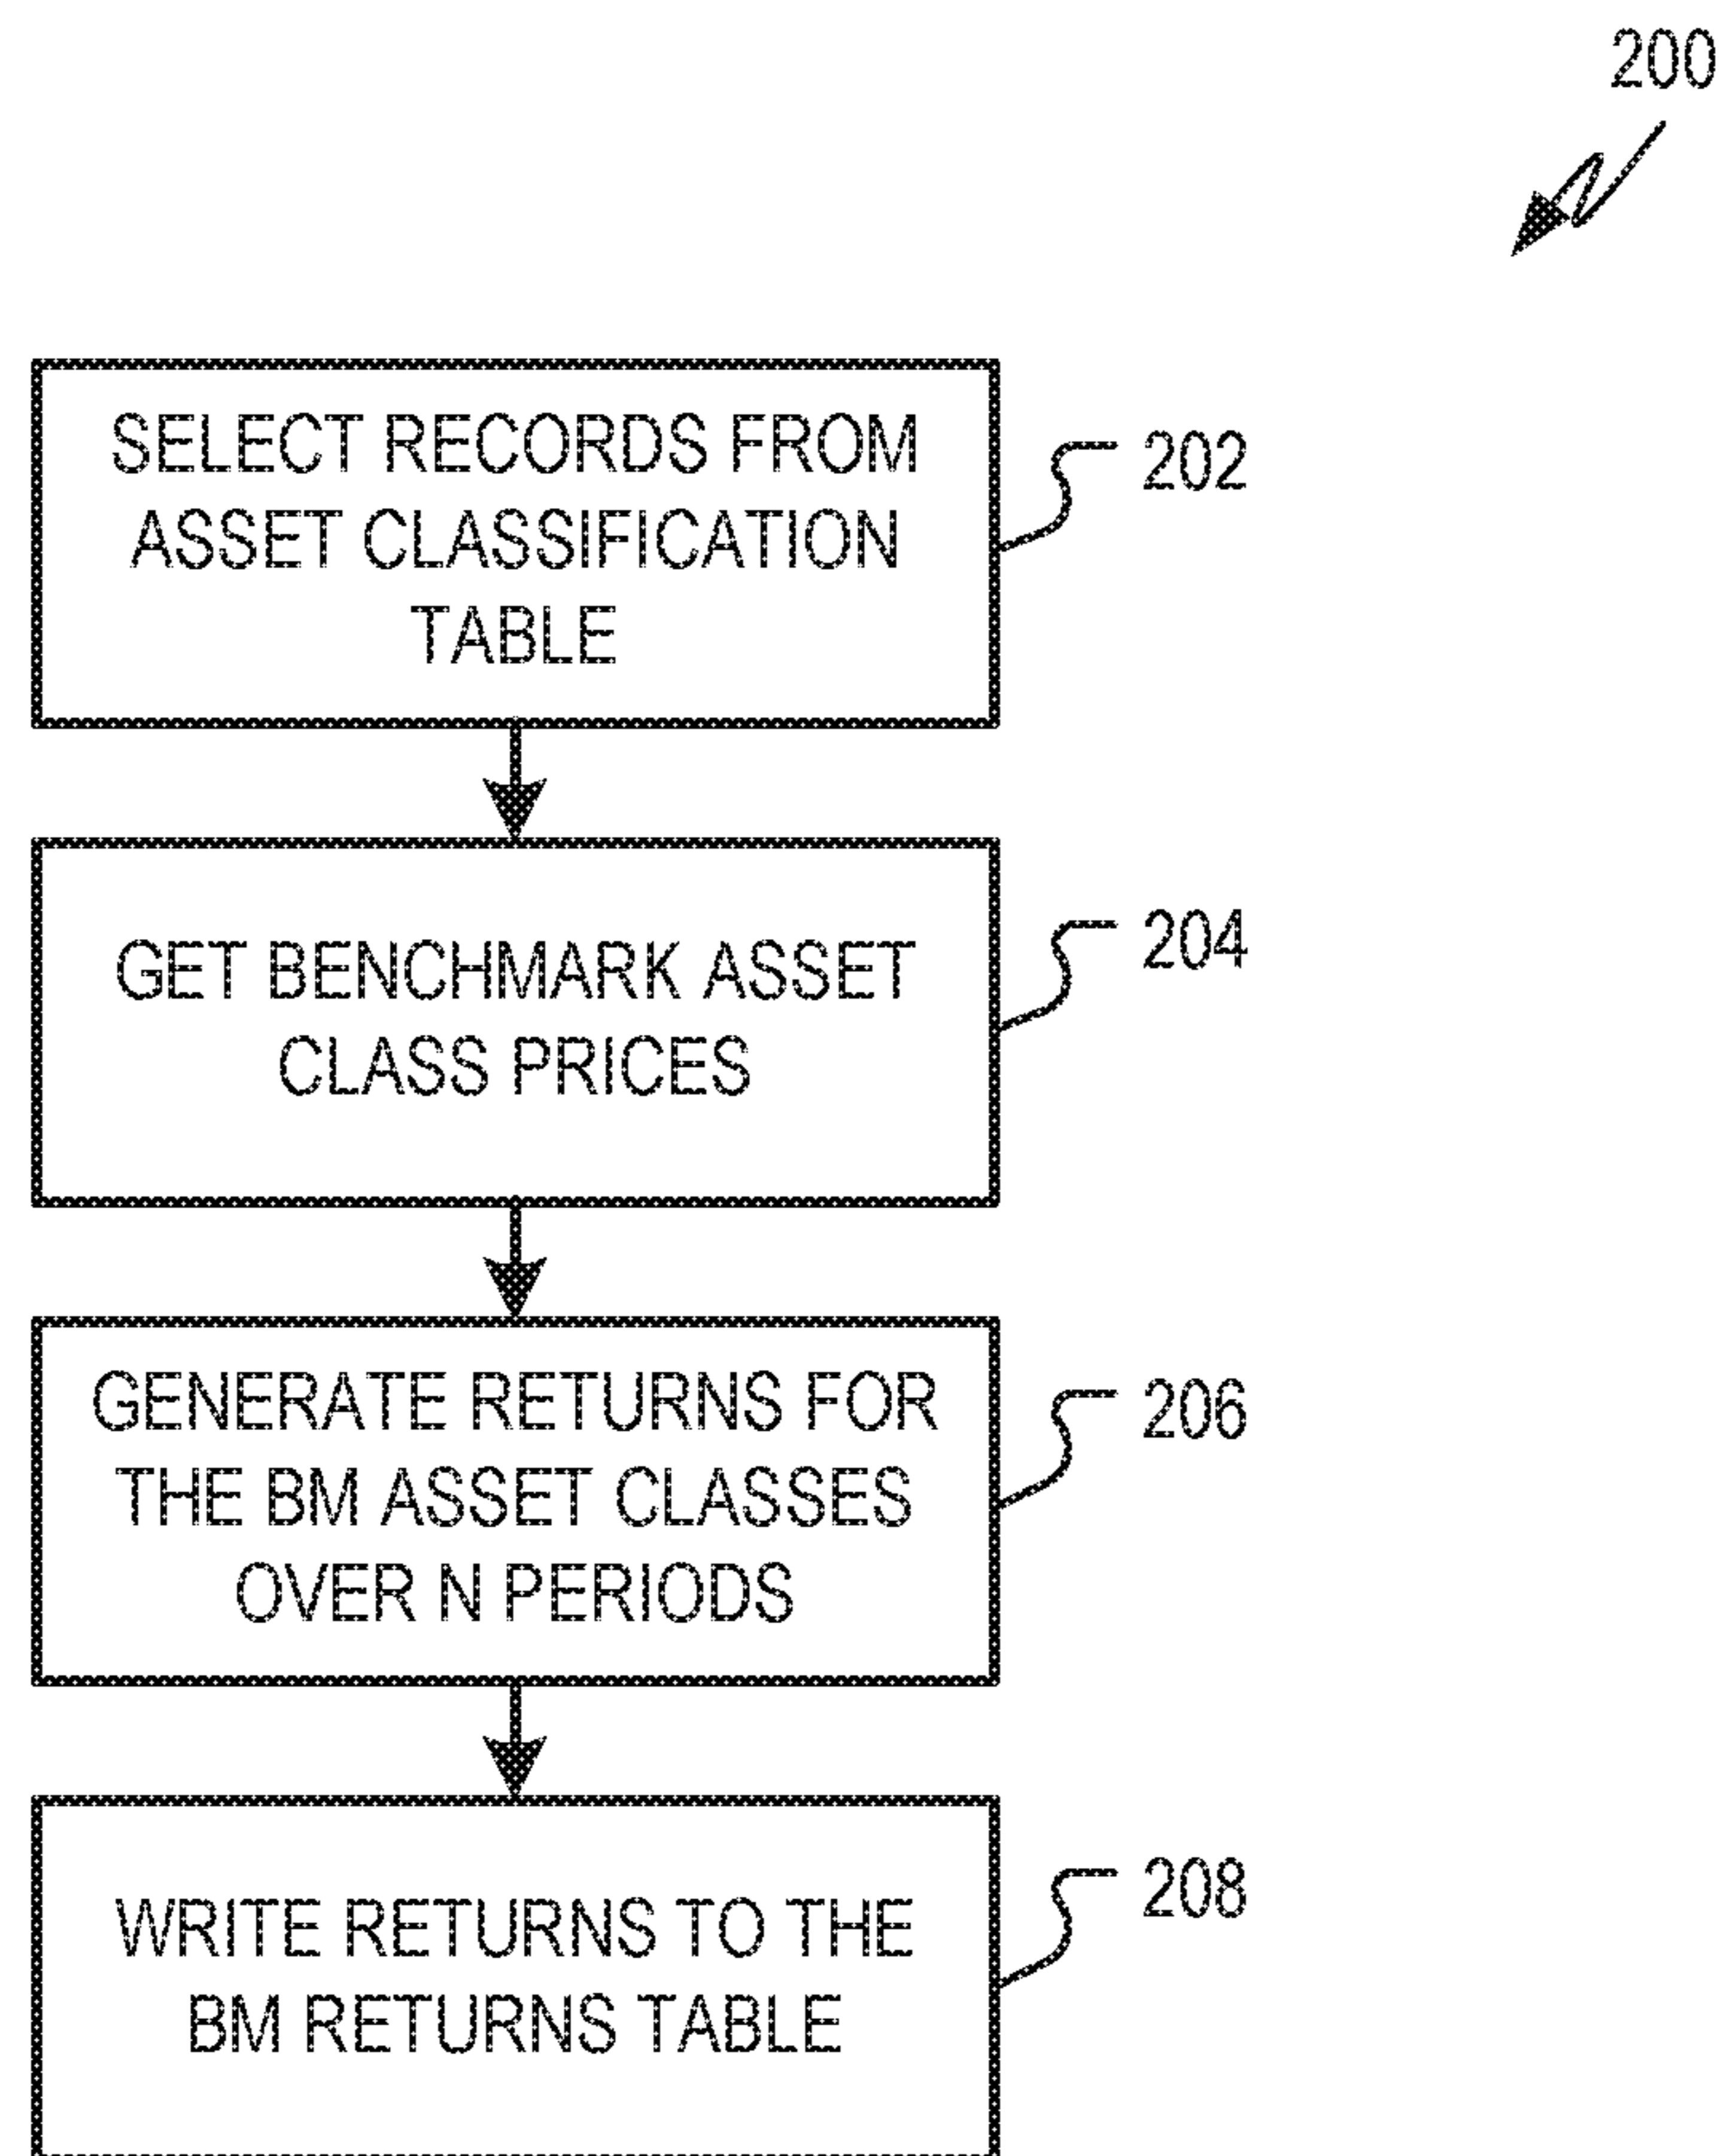 200
SELECT RECORDS FROM
ASSET CLASSIFICATION
TABLE
202
GET BENCHMARK ASSET
CLASS PRICES
204
GENERATE RETURNS FOR
THE BM ASSET CLASSES
OVER N PERIODS
206
WRITE RETURNS TO THE
BM RETURNS TABLE
208